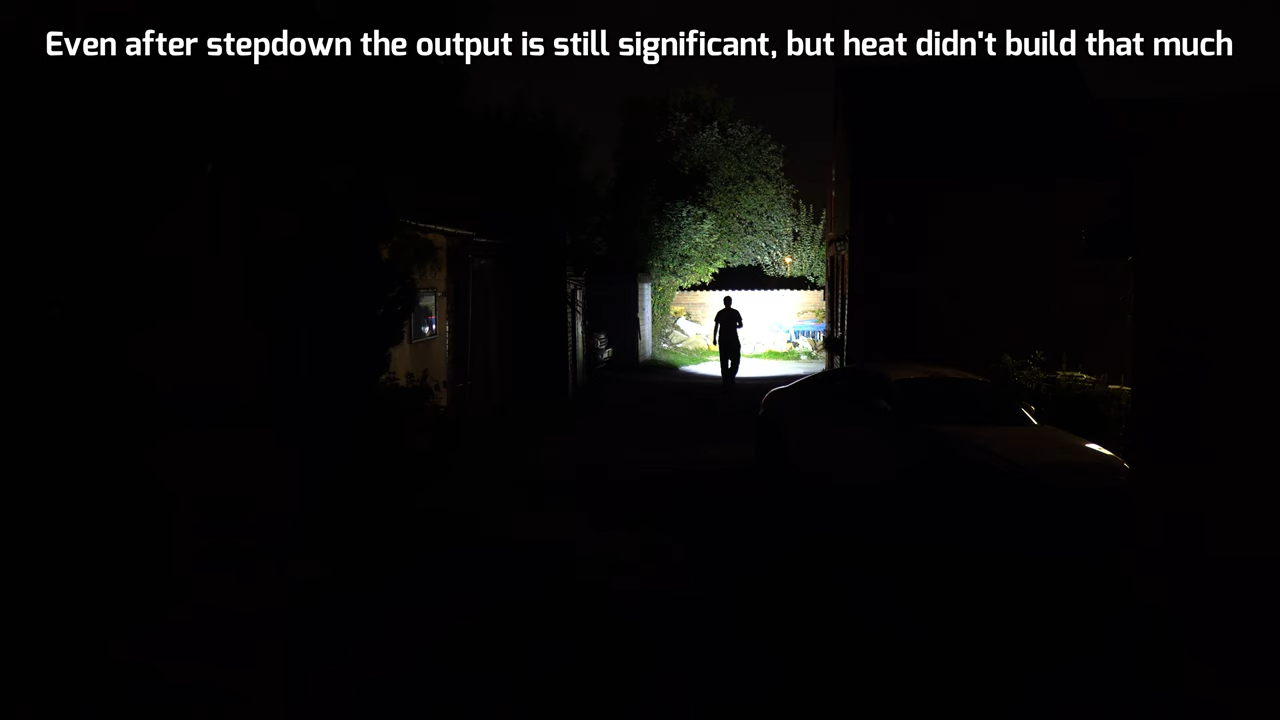 Even after stepdown the output is still significant, but heat didn't build that much